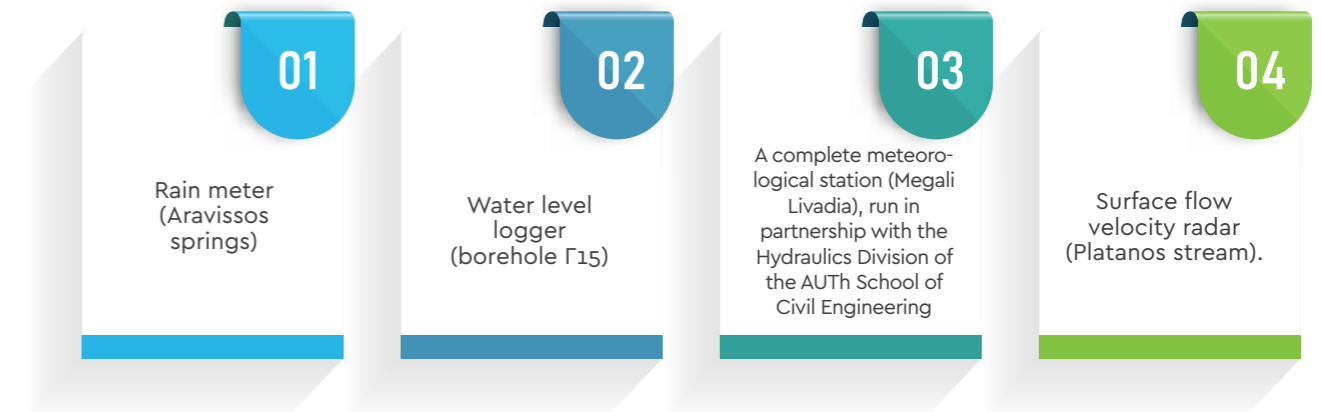 01
Rain meter
(Aravissos
springs)
02
Water level
logger
(borehole Γ15)
03
A complete meteoro-
logical station (Megali
Livadia), run in
partnership with the
Hydraulics Division of
the AUTh School of
Civil Engineering
04
Surface flow
velocity radar
(Platanos stream).